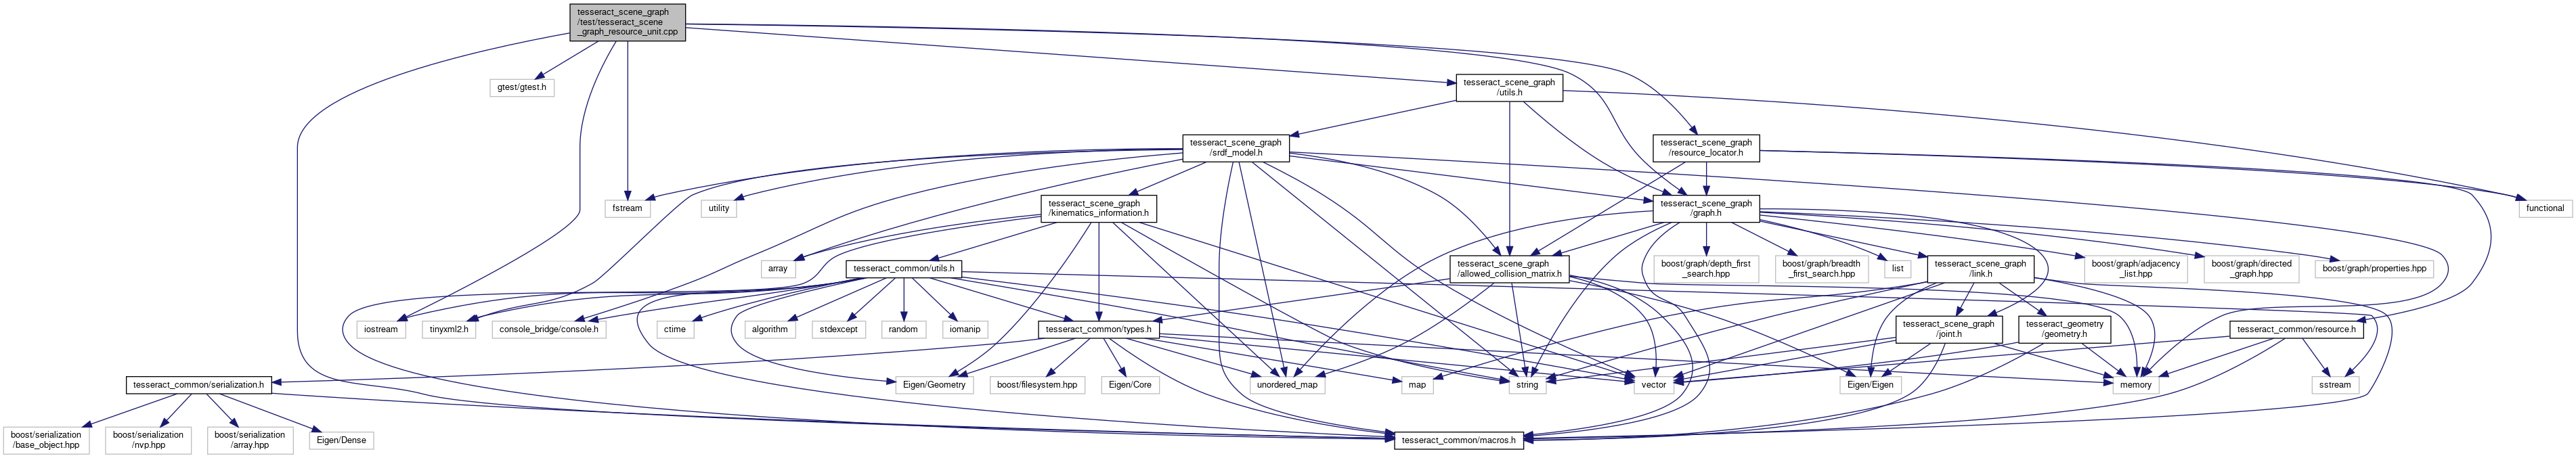 tesseract_scene_graph
/test/tesseract_scene
_graph_resource_unit.cpp
gtest/gtest.h
tesseract_scene_graph
/utils.h
tesseract_scene_graph
/srdf_model.h
tesseract_scene_graph
/resource_locator.h
fstream
utility
tesseract_scene_graph
/kinematics_information.h
tesseract_scene_graph
/graph.h
functional
array
tesseract_common/utils.h
tesseract_scene_graph
/allowed_collision_matrix.h
boost/graph/depth_first
_search.hpp
boost/graph/breadth
_first_search.hpp
list
tesseract_scene_graph
/link.h
boost/graph/adjacency
_list.hpp
boost/graph/directed
_graph.hpp
boost/graph/properties.hpp
iostream
tinyxml2.h
console_bridge/console.h
ctime
algorithm
stdexcept
random
iomanip
tesseract_common/types.h
tesseract_scene_graph
/joint.h
tesseract_geometry
/geometry.h
tesseract_common/resource.h
tesseract_common/serialization.h
Eigen/Geometry
boost/filesystem.hpp
Eigen/Core
unordered_map
map
string
vector
Eigen/Eigen
memory
sstream
boost/serialization
/base_object.hpp
boost/serialization
/nvp.hpp
boost/serialization
/array.hpp
Eigen/Dense
tesseract_common/macros.h